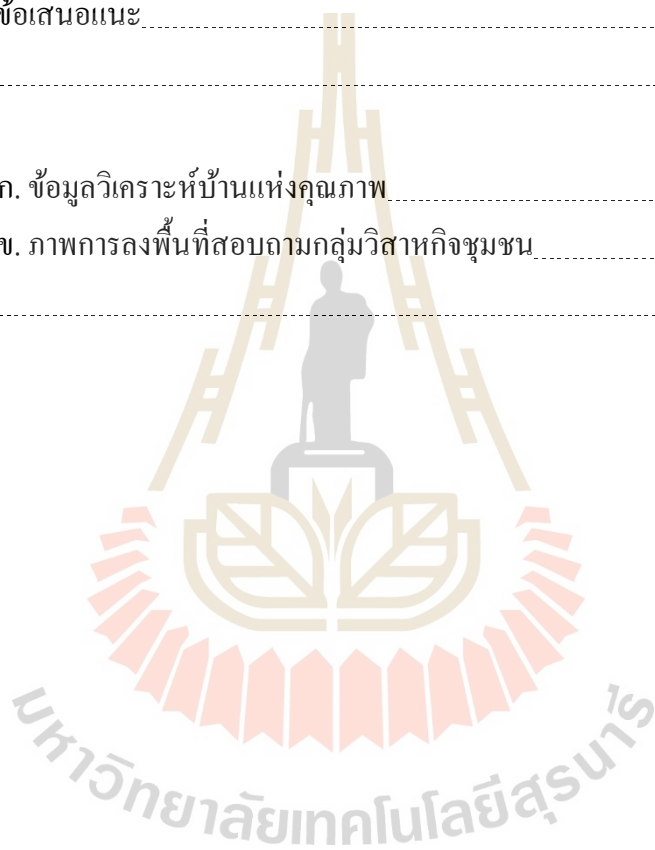 ข้อเสนอแนะ
ก. ข้อมูลวิเคราะห์บ้านแห่งคุณภาพ
ข. ภาพการลงพื้นที่สอบถามกลุ่มวิสาหกิจชุมชน
มหาวิทยาลัยเทคโนโลยีสุรนารี